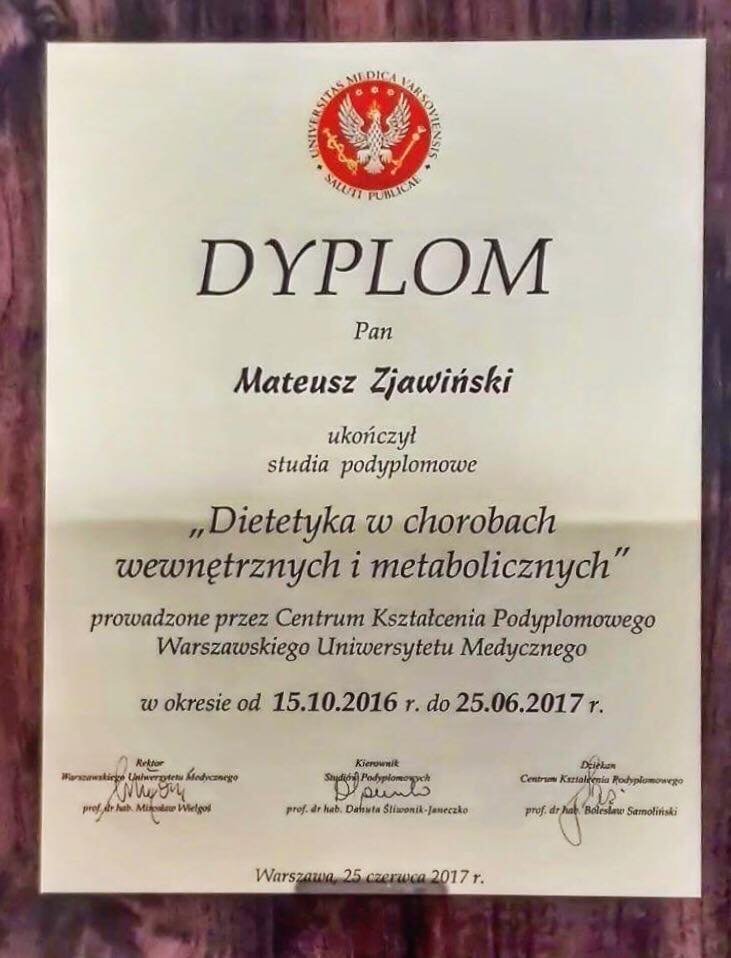 UNIVERSITAS MEDICA VARSOVIENSIS
SALUTI PUBLICAE
DYPLOM
Pan
Mateusz Zjawiński
ukończył
studia podyplomowe
„Dietetyka w chorobach
wewnętrznych i metabolicznych”
prowadzone przez Centrum Kształcenia Podyplomowego
Warszawskiego Uniwersytetu Medycznego
w okresie od 15.10.2016 r. do 25.06.2017 r.
Rektor
Warszawskiego Uniwersytetu Medycznego
prof. dr hab. Mirosław Wielgoś
Kierownik
Studiów Podyplomowych
prof. dr hab. Danuta Śliwonik-Janeczko
Dziekan
Centrum Kształcenia Podyplomowego
prof. dr hab. Bolesław Samoliński
Warszawa, 25 czerwca 2017 r.